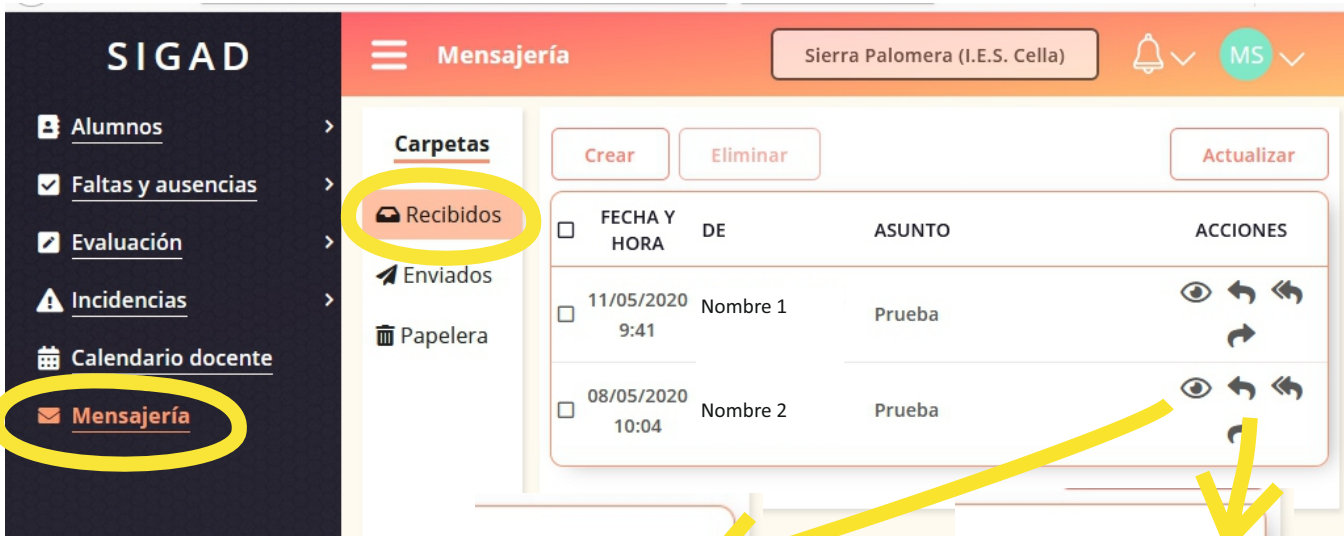 SIGAD
Alumnos
Faltas y ausencias
Evaluación
Incidencias
Calendario docente
Mensajería
Mensajería
Sierra Palomera (I.E.S. Cella)
MS
Carpetas
Recibidos
Enviados
Papelera
Crear
Eliminar
Actualizar
FECHA Y
HORA
DE
ASUNTO
ACCIONES
11/05/2020
9:41
Nombre 1
Prueba
08/05/2020
10:04
Nombre 2
Prueba